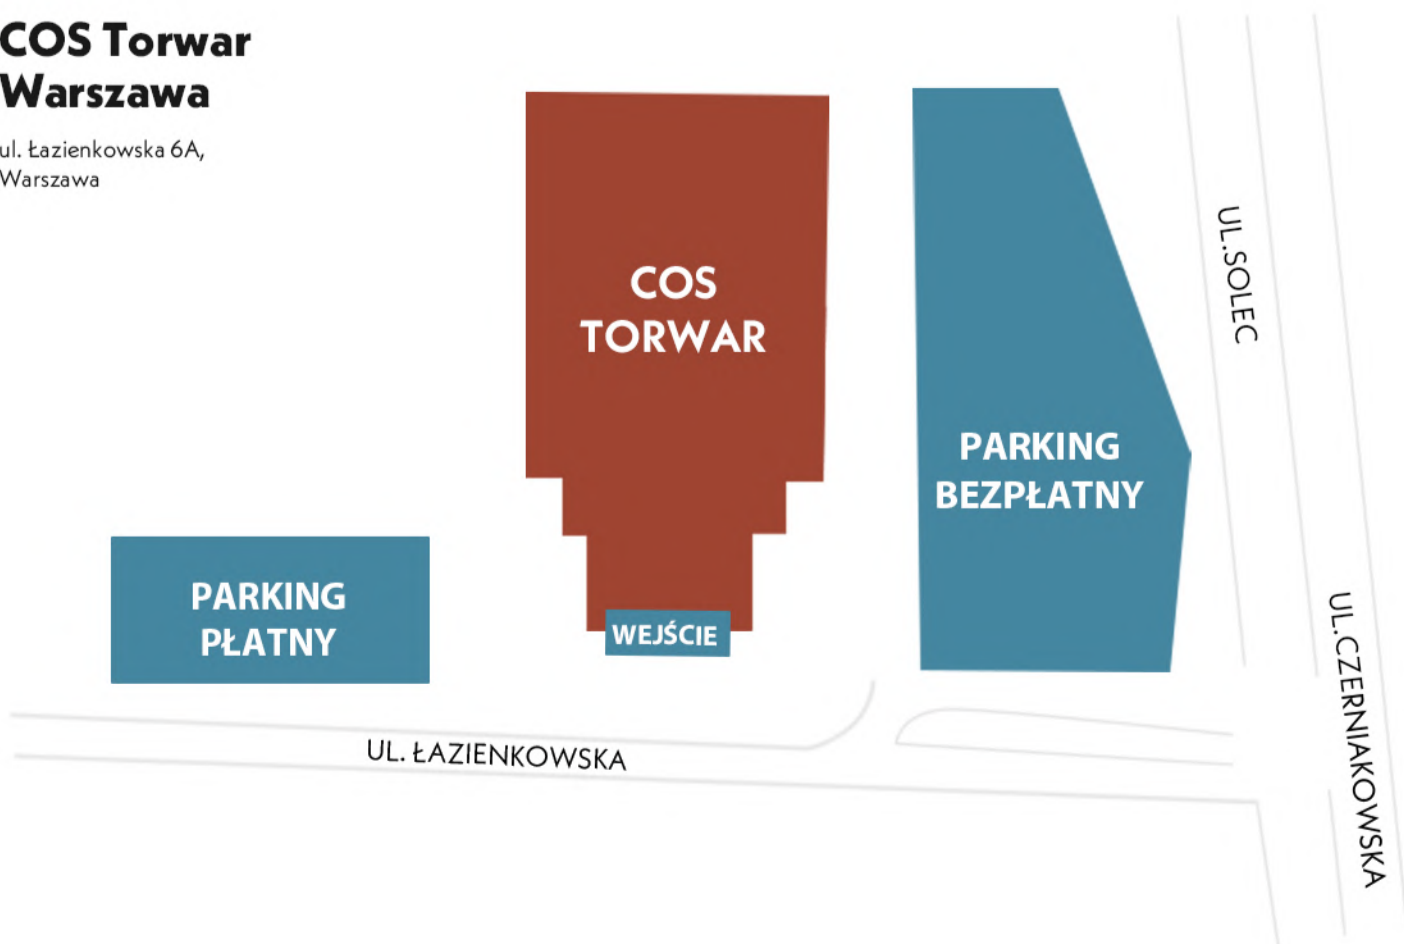 COS Torwar
Warszawa
ul. Łazienkowska 6A,
Warszawa
COS
TORWAR
UL.SOLEC
PARKING
BEZPŁATNY
PARKING
PŁATNY
WEJŚCIE
UL. ŁAZIENKOWSKA
UL.CZERNIAKOWSKA